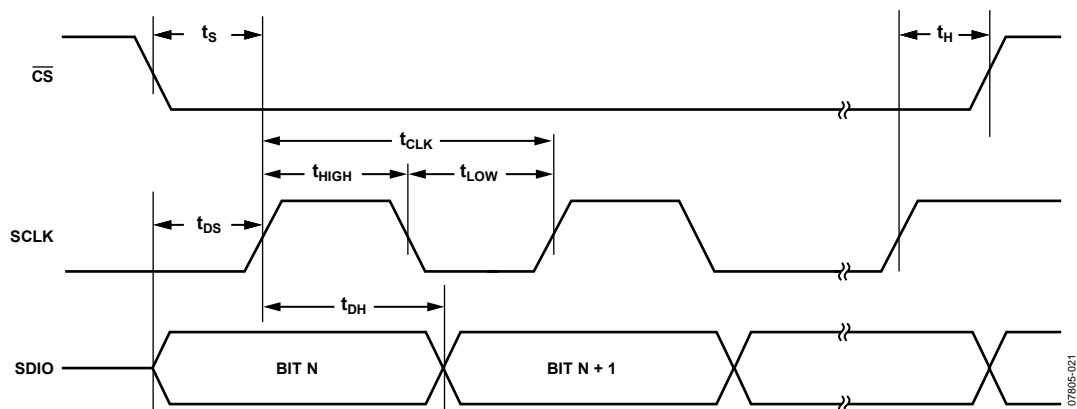 tS
tH
CS
tCLK
tHIGH
tLOW
tDS
SCLK
tDH
SDIO
BIT N
BIT N + 1
07805-021